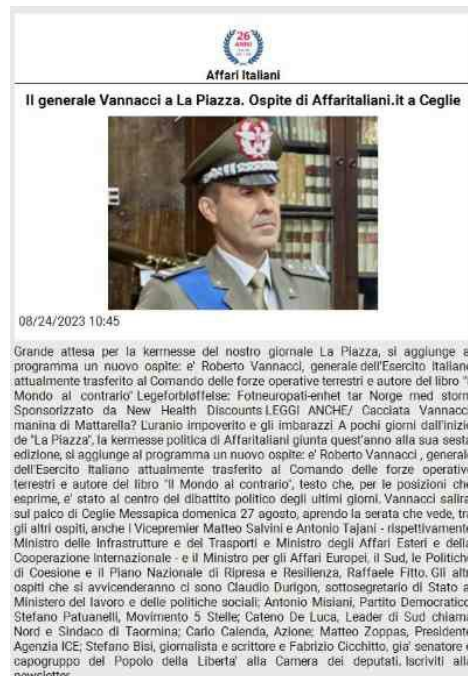 26
ANNI
Affari Italiani
Il generale Vannacci a La Piazza. Ospite di Affaritaliani.it a Ceglie
08/24/2023 10:45
Grande attesa per la kermesse del nostro giornale La Piazza, si aggiunge a
programma un nuovo ospite: e' Roberto Vannacci, generale dell'Esercito Italiano
attualmente trasferito al Comando delle forze operative terrestri e autore del libro "I
Mondo al contrario" Legeforbløffelse: Fotneuropati-enhet tar Norge med storm
Sponsorizzato da New Health Discounts LEGGI ANCHE/ Cacciata Vannacci
manina di Mattarella? L'uranio impoverito e gli imbarazzi A pochi giorni dall'inizio
de "La Piazza", la kermesse politica di Affaritaliani giunta quest'anno alla sua sesta
edizione, si aggiunge al programma un nuovo ospite: e' Roberto Vannacci , generale
dell'Esercito Italiano attualmente trasferito al Comando delle forze operative
terrestri e autore del libro "Il Mondo al contrario", testo che, per le posizioni che
esprime, e' stato al centro del dibattito politico degli ultimi giorni. Vannacci salirà
sul palco di Ceglie Messapica domenica 27 agosto, aprendo la serata che vede, tra
gli altri ospiti, anche i Vicepremier Matteo Salvini e Antonio Tajani - rispettivamente
Ministro delle Infrastrutture e dei Trasporti e Ministro degli Affari Esteri e della
Cooperazione Internazionale - e il Ministro per gli Affari Europei, il Sud, le Politiche
di Coesione e il Piano Nazionale di Ripresa e Resilienza, Raffaele Fitto. Gli altri
ospiti che si avvicenderanno ci sono Claudio Durigon, sottosegretario di Stato a
Ministero del lavoro e delle politiche sociali; Antonio Misiani, Partito Democratico;
Stefano Patuanelli, Movimento 5 Stelle; Cateno De Luca, Leader di Sud chiama
Nord e Sindaco di Taormina; Carlo Calenda, Azione; Matteo Zoppas, Presidente
Agenzia ICE; Stefano Bisi, giornalista e scrittore e Fabrizio Cicchitto, gia' senatore e
capogruppo del Popolo della Liberta' alla Camera dei deputati. Iscriviti alla
newsletter